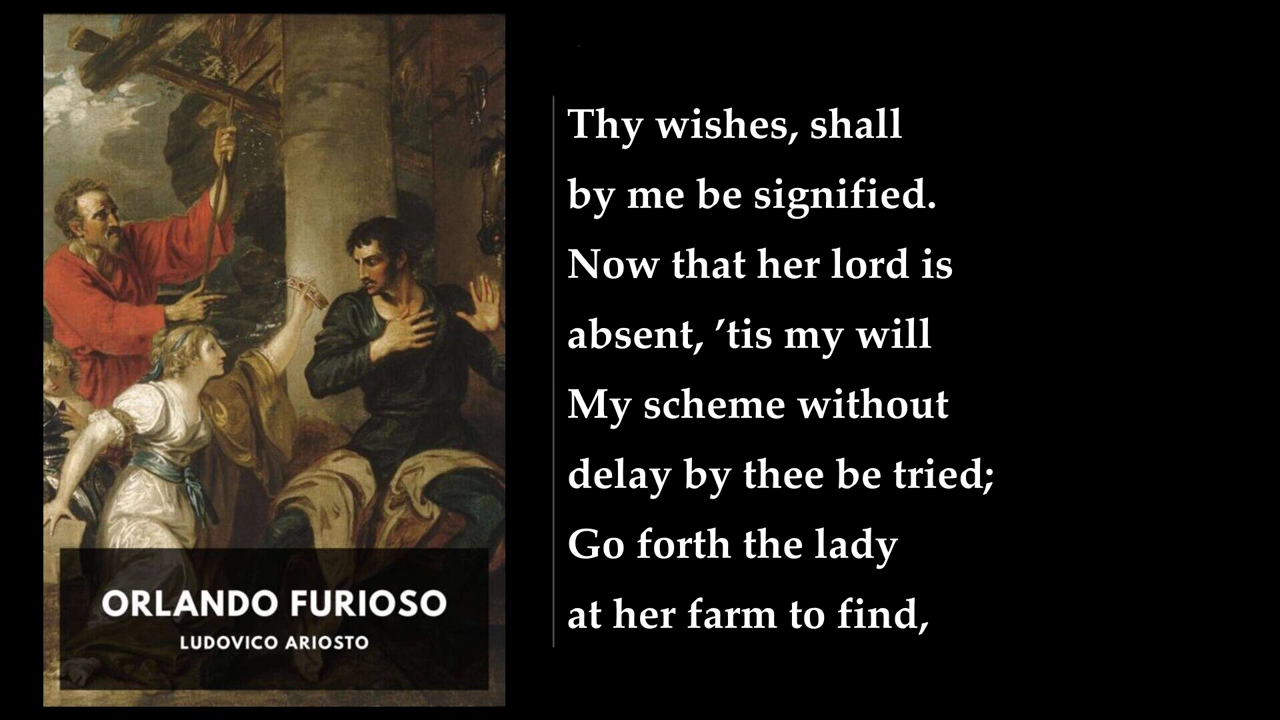 ORLANDO FURIOSO
LUDOVICO ARIOSTO
Thy wishes, shall
by me be signified.
Now that her lord is
absent, ’tis my will
My scheme without
delay by thee be tried;
Go forth the lady
at her farm to find,